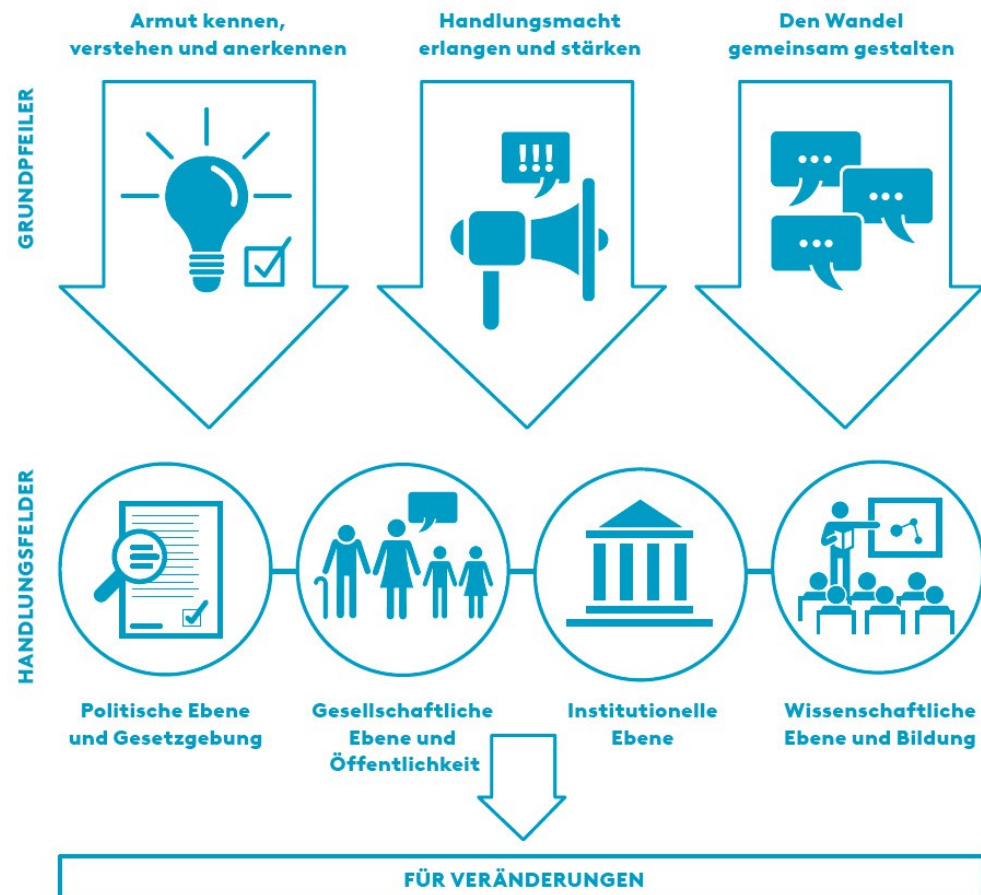 Armut kennen,
verstehen und anerkennen
Handlungsmacht
erlangen und stärken
Den Wandel
gemeinsam gestalten
GRUNDPFEILER
!!!
HANDLUNGSFELDER
Politische Ebene
und Gesetzgebung
Gesellschaftliche
Ebene und
Öffentlichkeit
Institutionelle
Ebene
Wissenschaftliche
Ebene und Bildung
FÜR VERÄNDERUNGEN